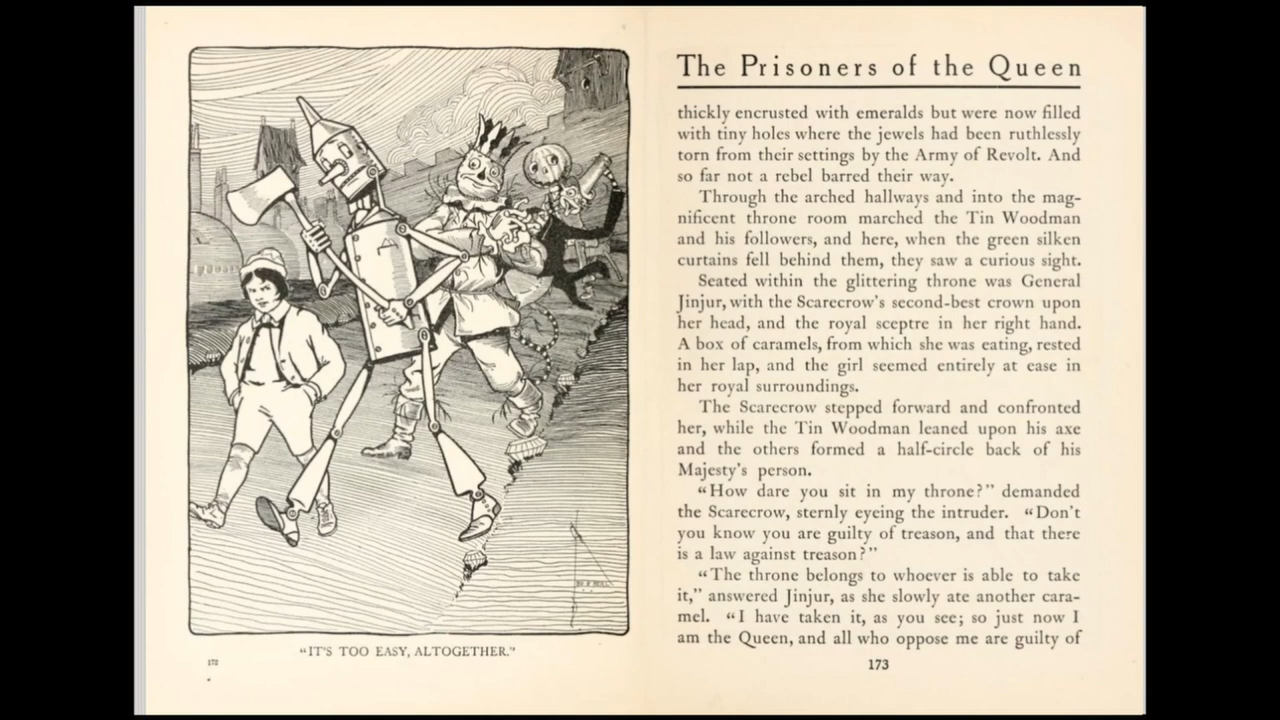 "IT'S TOO EASY, ALTOGETHER."
172
The Prisoners of the Queen
thickly encrusted with emeralds but were now filled
with tiny holes where the jewels had been ruthlessly
torn from their settings by the Army of Revolt. And
so far not a rebel barred their way.
Through the arched hallways and into the mag-
nificent throne room marched the Tin Woodman
and his followers, and here, when the green silken
curtains fell behind them, they saw a curious sight.
Seated within the glittering throne was General
Jinjur, with the Scarecrow's second-best crown upon
her head, and the royal sceptre in her right hand.
A box of caramels, from which she was eating, rested
in her lap, and the girl seemed entirely at ease in
her royal surroundings.
The Scarecrow stepped forward and confronted
her, while the Tin Woodman leaned upon his axe
and the others formed a half-circle back of his
Majesty's person.
"How dare you sit in my throne?" demanded
the Scarecrow, sternly eyeing the intruder. "Don't
you know you are guilty of treason, and that there
is a law against treason?"
"The throne belongs to whoever is able to take
it," answered Jinjur, as she slowly ate another cara-
mel. "I have taken it, as you see; so just now I
am the Queen, and all who oppose me are guilty of
173